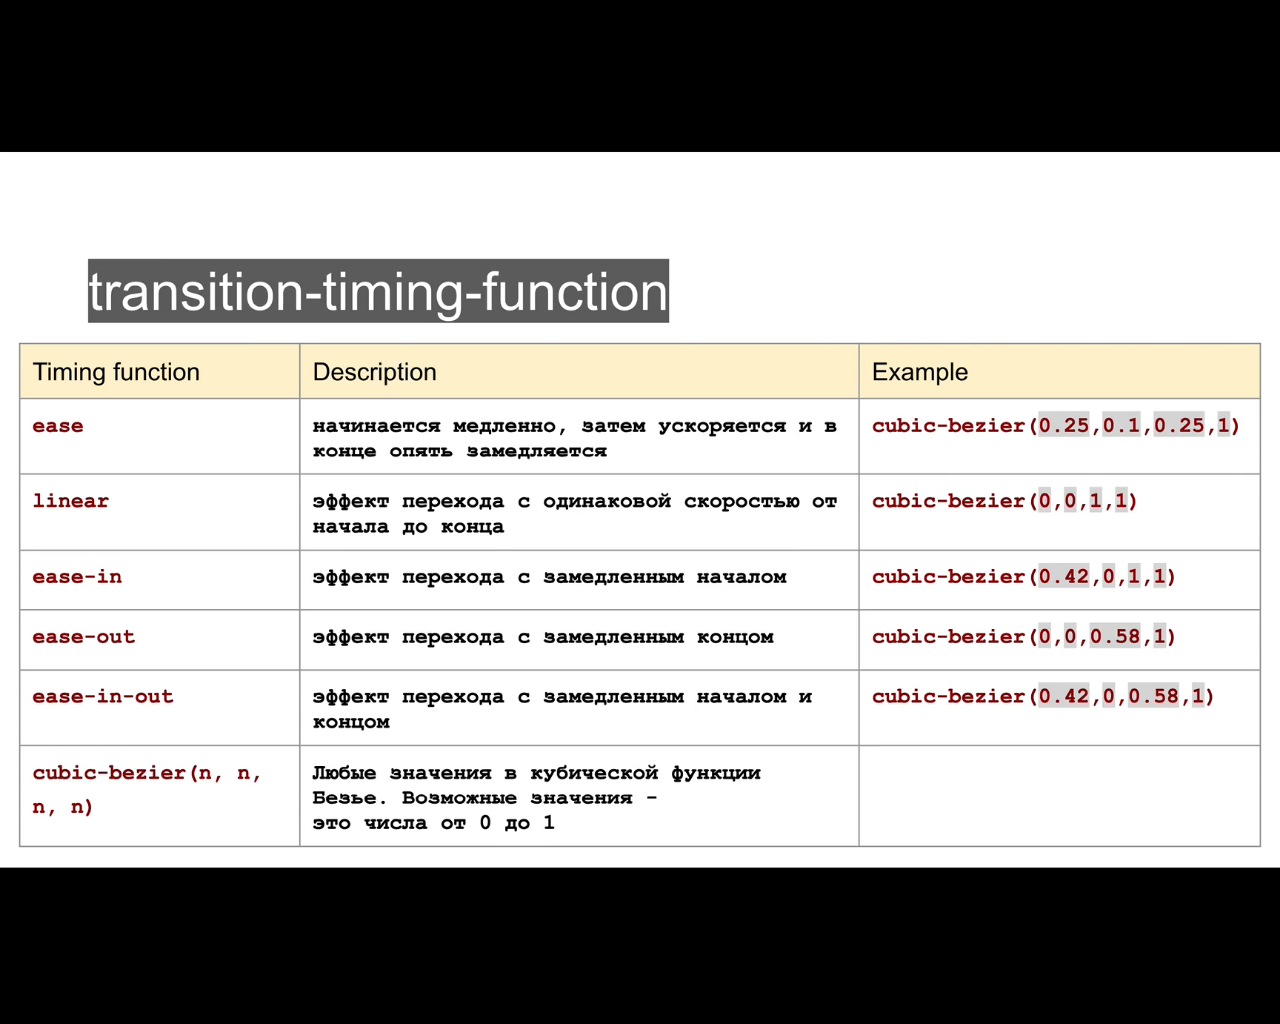 transition-timing-function
Timing function
Description
Example
ease
начинается медленно, затем ускоряется и в
конце опять замедляется
cubic-bezier(0.25,0.1,0.25,1)
linear
эффект перехода с одинаковой скоростью от
начала до конца
cubic-bezier(0,0,1,1)
ease-in
эффект перехода с замедленным началом
cubic-bezier(0.42,0,1,1)
ease-out
эффект перехода с замедленным концом
cubic-bezier(0,0,0.58,1)
ease-in-out
эффект перехода с замедленным началом и
концом
cubic-bezier(0.42,0,0.58,1)
cubic-bezier(n, n,
n, n)
Любые значения в кубической функции
Безье. Возможные значения -
это числа от 0 до 1